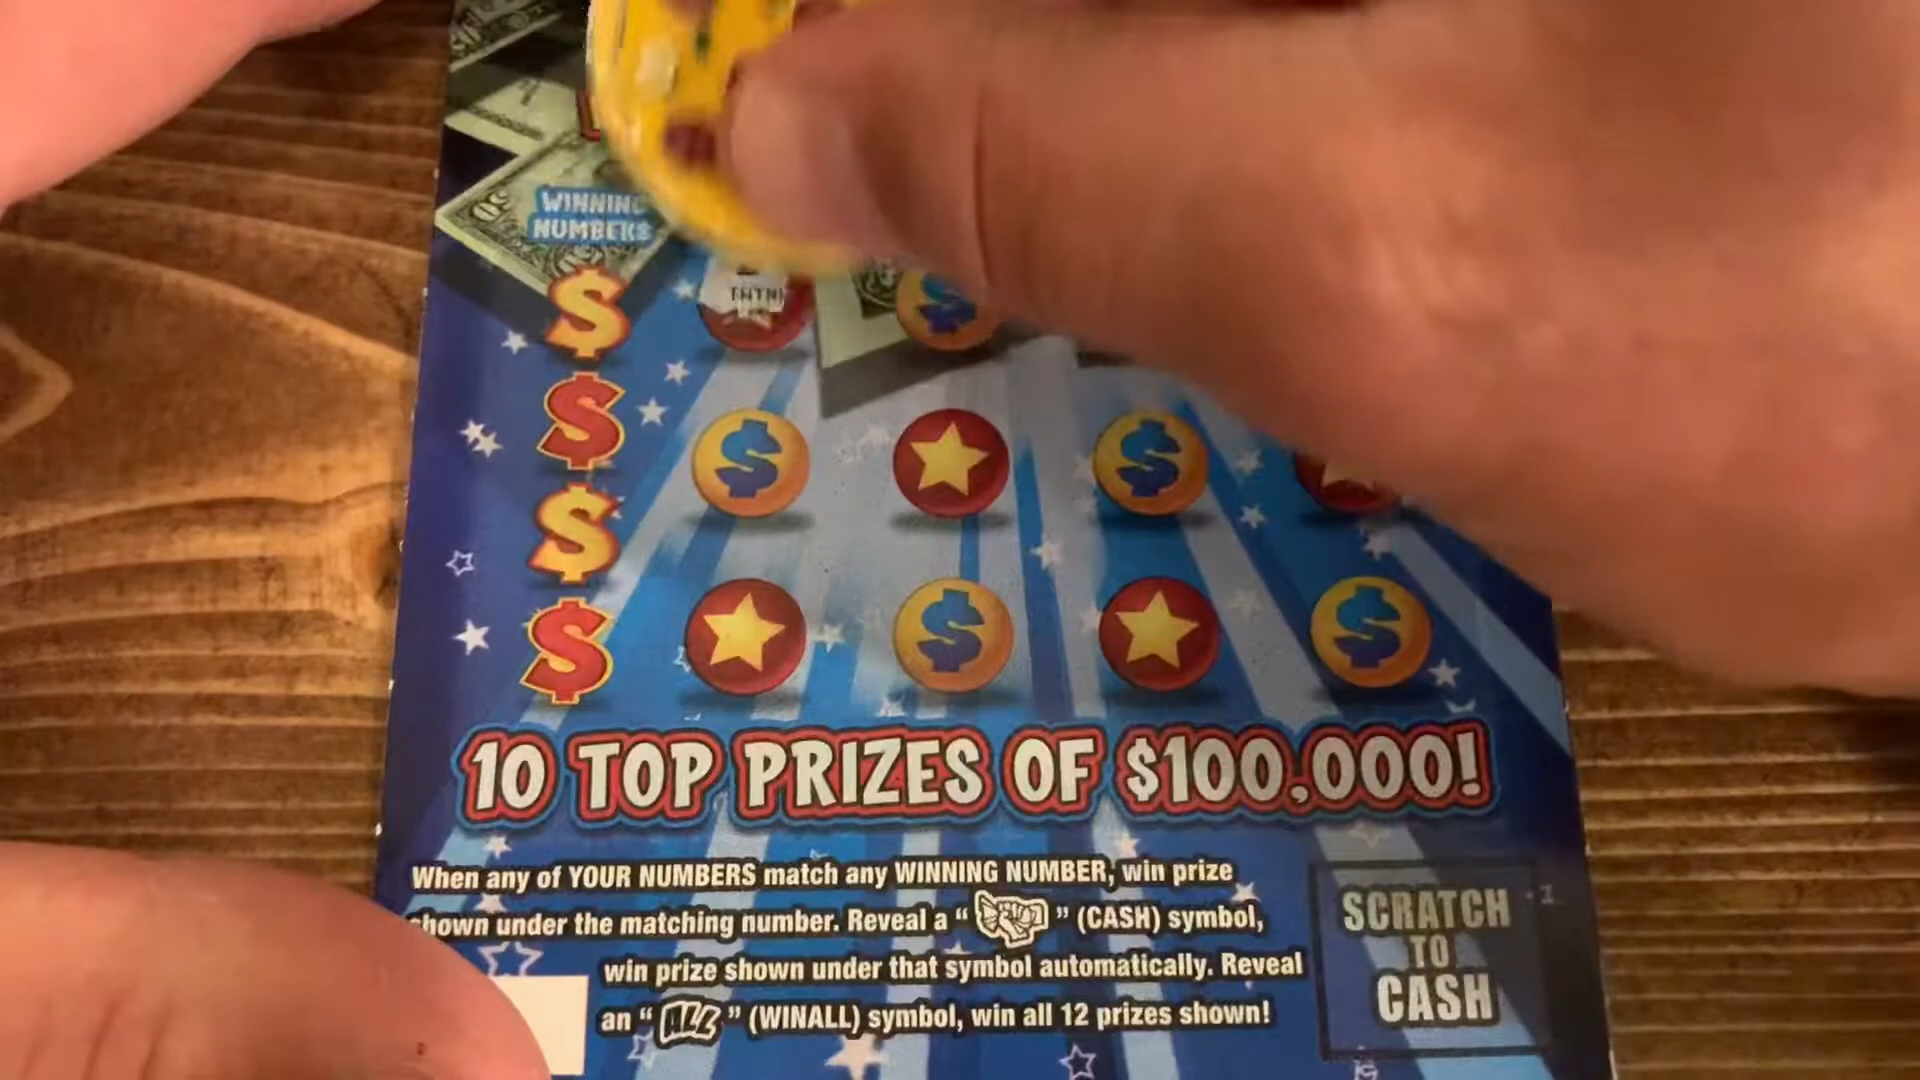 WINNING
NUMBERS
10 TOP PRIZES OF $100,000!
When any of YOUR NUMBERS match any WINNING NUMBER, win prize
shown under the matching number. Reveal a “ ” (CASH) symbol,
win prize shown under that symbol automatically. Reveal
an “ALL” (WINALL) symbol, win all 12 prizes shown!
SCRATCH
TO
CASH